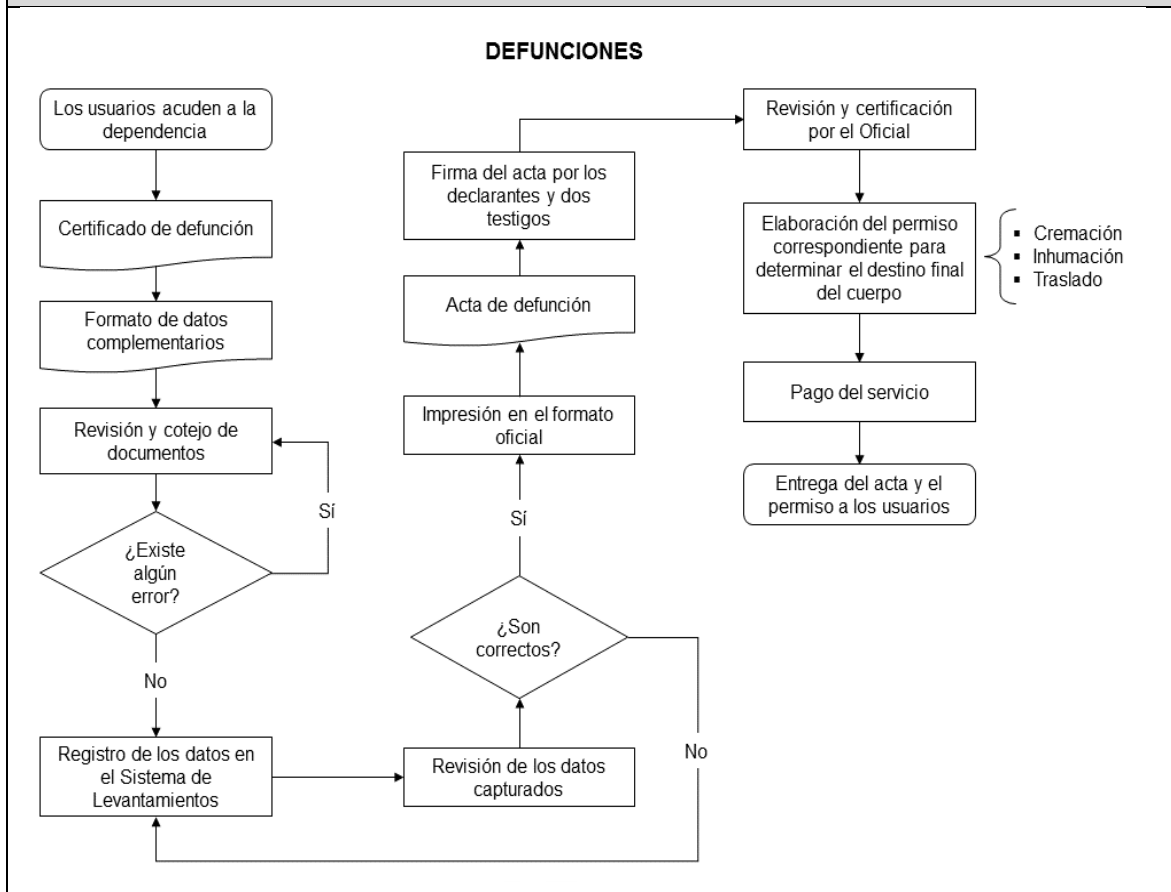 DEFUNCIONES
Los usuarios acuden a la
dependencia
Certificado de defunción
Formato de datos
complementarios
Revisión y cotejo de
documentos
¿Existe
algún
error?
Sí
No
Registro de los datos en
el Sistema de
Levantamientos
Revisión de los datos
capturados
¿Son
correctos?
No
Sí
Impresión en el formato
oficial
Acta de defunción
Firma del acta por los
declarantes y dos
testigos
Revisión y certificación
por el Oficial
Elaboración del permiso
correspondiente para
determinar el destino final
del cuerpo
▪ Cremación
▪ Inhumación
▪ Traslado
Pago del servicio
Entrega del acta y el
permiso a los usuarios